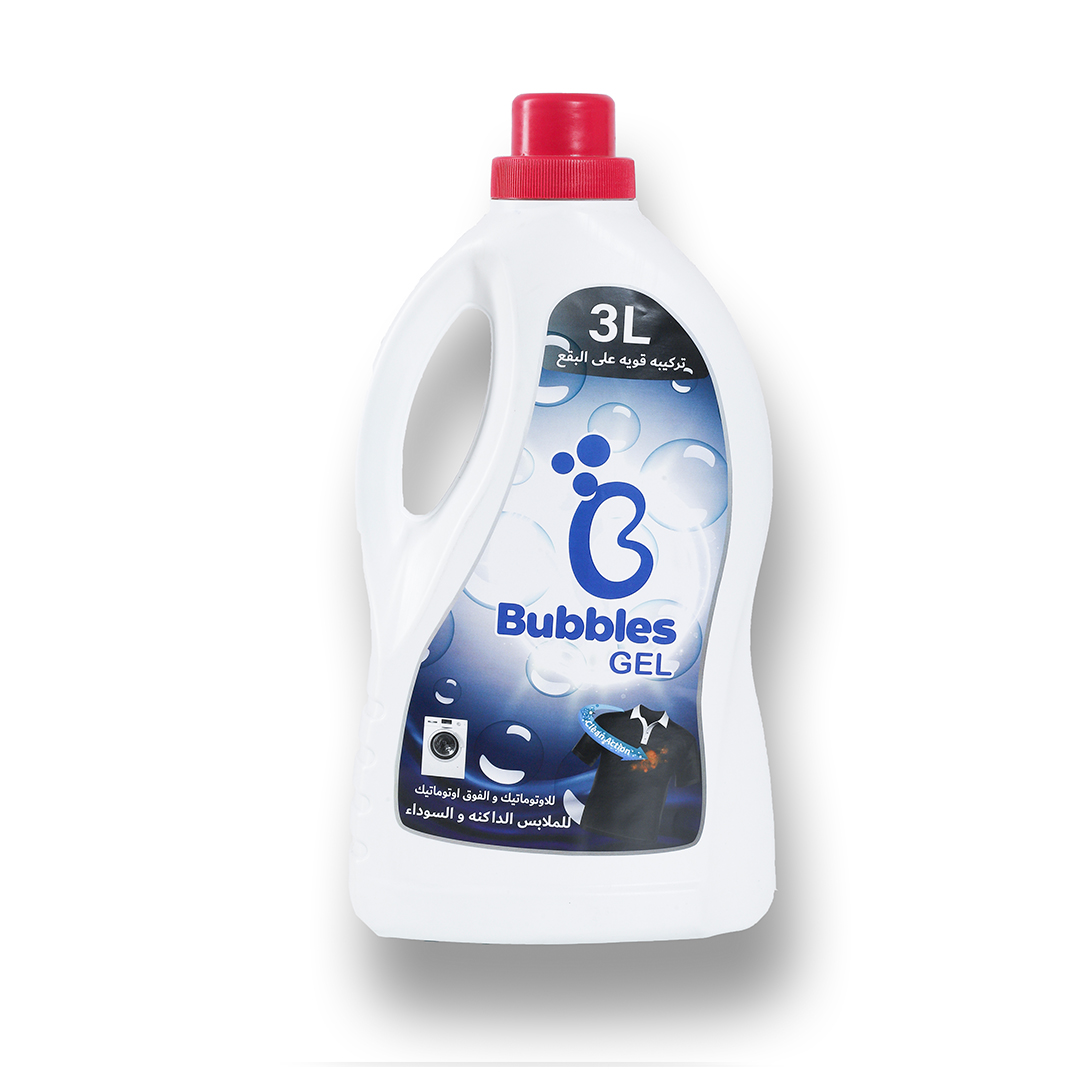 3L
تركيبه قويه على البقع
Bubbles
GEL
Clean Action
للاوتوماتيك و الفوق اوتوماتيك
للملابس الداكنه و السوداء